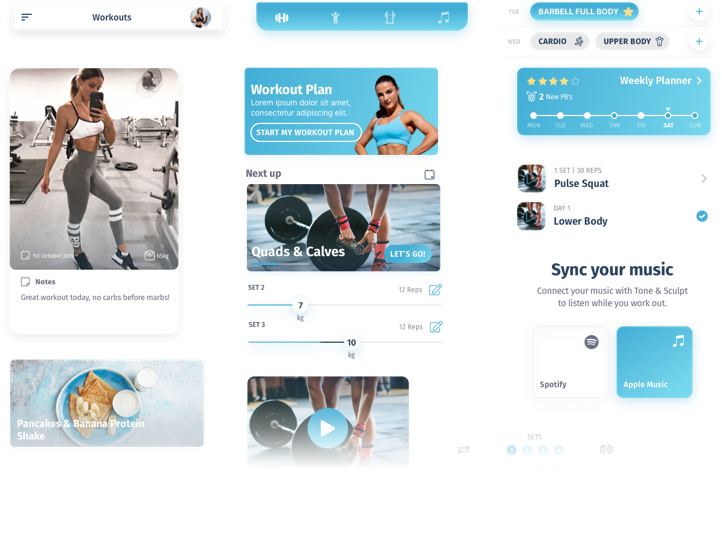 Workouts
1st October 2019
65kg
Notes
Great workout today, no carbs before marbs!
Pancakes & Banana Protein
Shake
Workout Plan
Lorem ipsum dolor sit amet,
consectetur adipiscing elit.
START MY WORKOUT PLAN
Next up
Quads & Calves
LET'S GO!
SET 2
12 Reps
7
kg
SET 3
12 Reps
10
kg
TUE
BARBELL FULL BODY
WED
CARDIO
UPPER BODY
Weekly Planner
2 New PB's
MON TUE WED THR FRI SAT SUN
1 SET | 30 REPS
Pulse Squat
DAY 1
Lower Body
Sync your music
Connect your music with Tone & Sculpt
to listen while you work out.
Spotify
Apple Music
SETS
1 2 3 4